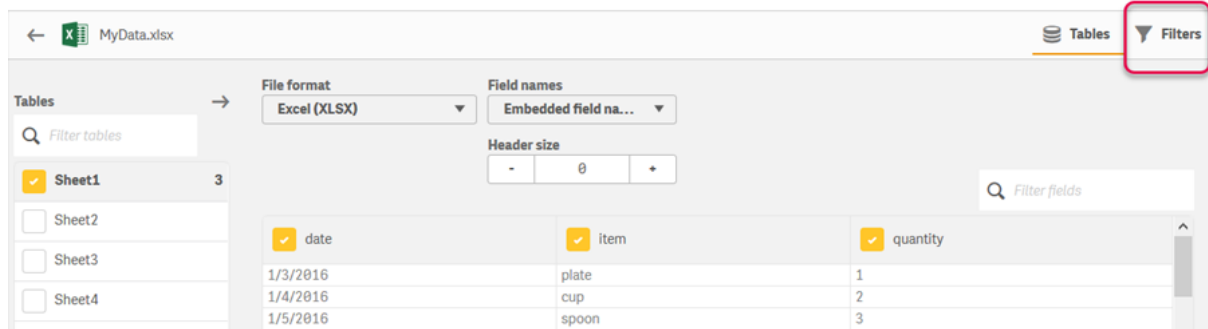 MyData.xlsx
Tables
Filters
Tables
Filter tables
Sheet1 3
Sheet2
Sheet3
Sheet4
File format
Excel (XLSX)
Field names
Embedded field na...
Header size
- 0 +
Filter fields
date item quantity
1/3/2016 plate 1
1/4/2016 cup 2
1/5/2016 spoon 3